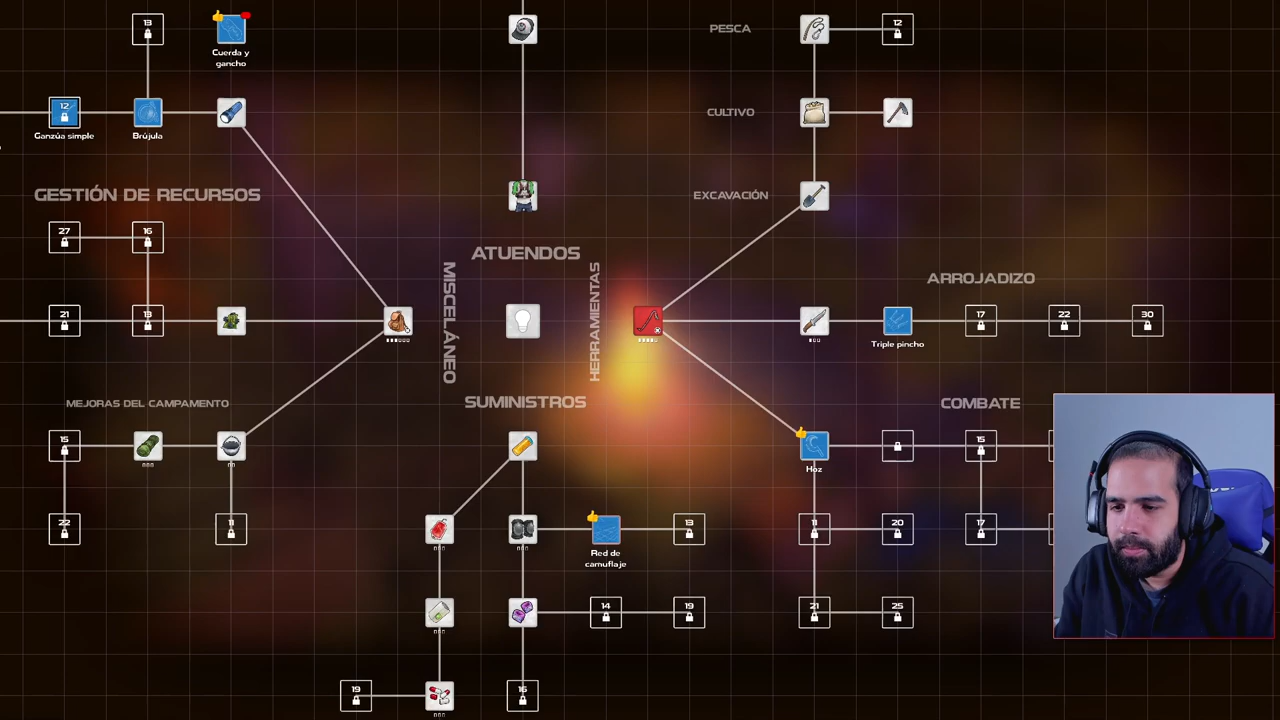 13
Cuerda y
gancho
PESCA
12
12
Ganzúa simple
Brújula
CULTIVO
GESTIÓN DE RECURSOS
EXCAVACIÓN
27
16
ATUENDOS
MISCELÁNEO
HERRAMIENTAS
ARROJADIZO
21
13
Triple pincho
17
22
30
MEJORAS DEL CAMPAMENTO
SUMINISTROS
COMBATE
15
Hoz
15
22
11
Red de
camuflaje
13
11
20
17
14
19
21
25
19
16